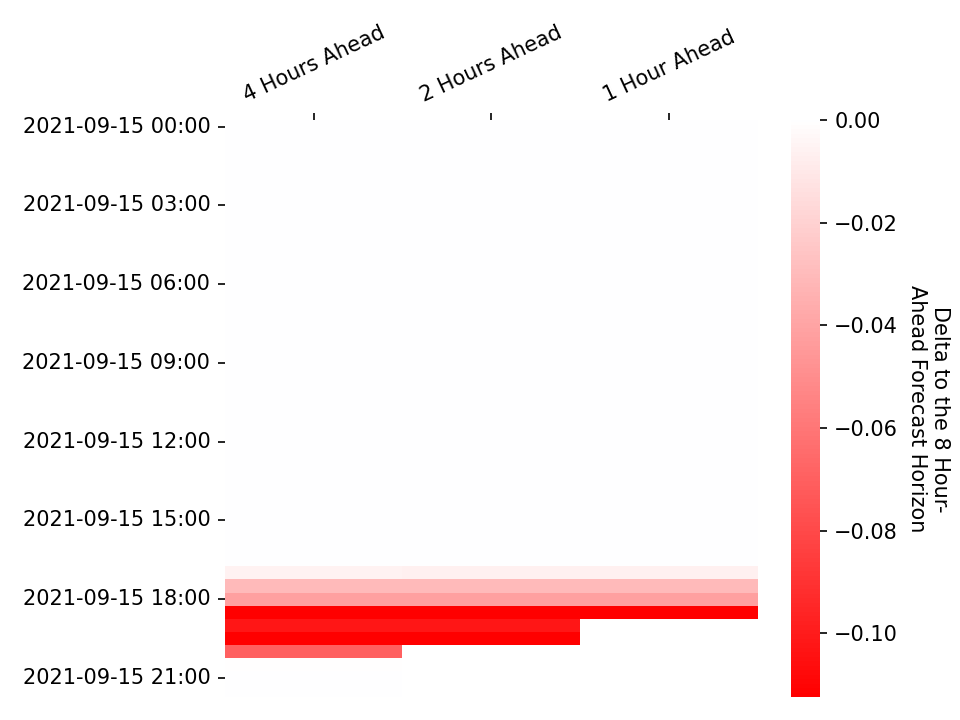 4 Hours Ahead
2 Hours Ahead
1 Hour Ahead
2021-09-15 00:00
2021-09-15 03:00
2021-09-15 06:00
2021-09-15 09:00
2021-09-15 12:00
2021-09-15 15:00
2021-09-15 18:00
2021-09-15 21:00
0.00
−0.02
−0.04
−0.06
−0.08
−0.10
Delta to the 8 Hour-
Ahead Forecast Horizon